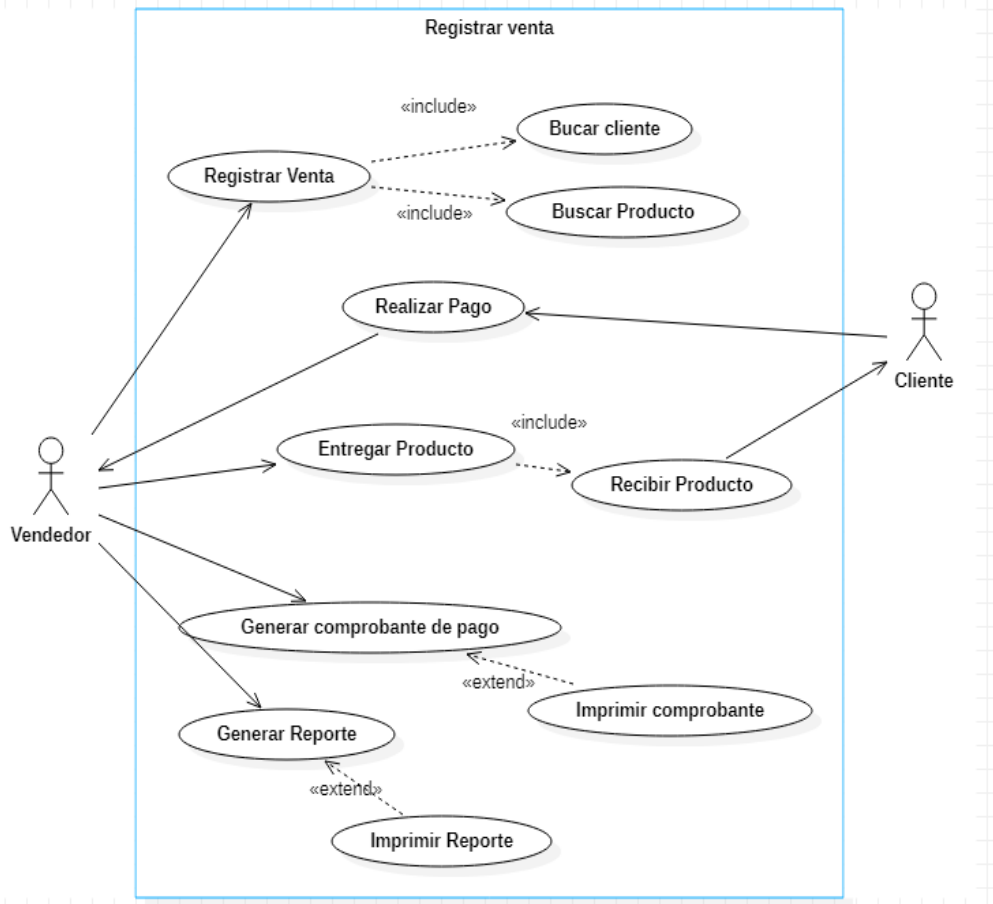 Registrar venta
«include»
Bucar cliente
Registrar Venta
«include»
Buscar Producto
Realizar Pago
Cliente
«include»
Entregar Producto
Recibir Producto
Vendedor
Generar comprobante de pago
«extend»
Imprimir comprobante
Generar Reporte
«extend»
Imprimir Reporte